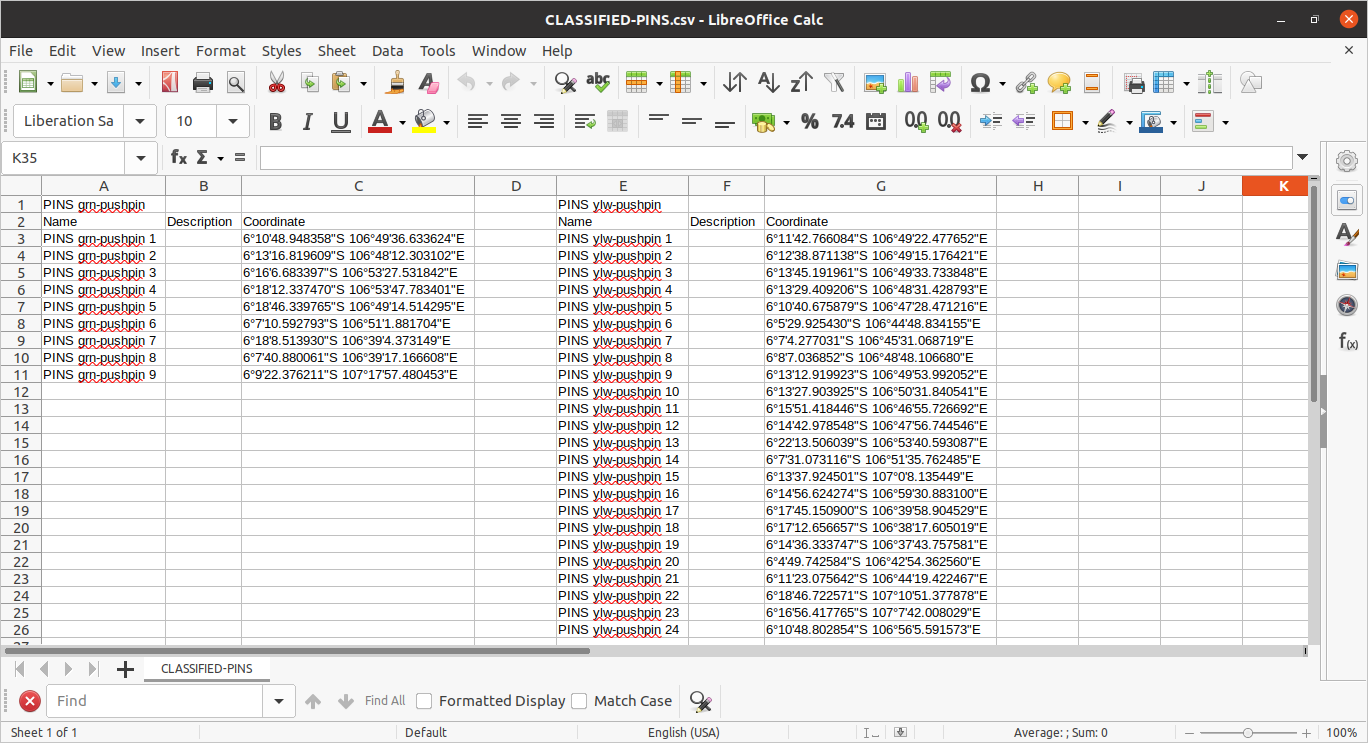 CLASSIFIED-PINS.csv - LibreOffice Calc
File Edit View Insert Format Styles Sheet Data Tools Window Help
Liberation Sa 10 7.4
K35
A B C D E F G H I J K
1 PINS grn-pushpin PINS ylw-pushpin
2 Name Description Coordinate Name Description Coordinate
3 PINS grn-pushpin 1 6°10'48.948358"S 106°49'36.633624"E PINS ylw-pushpin 1 6°11'42.766084"S 106°49'22.477652"E
4 PINS grn-pushpin 2 6°13'16.819609"S 106°48'12.303102"E PINS ylw-pushpin 2 6°12'38.871138"S 106°49'15.176421"E
5 PINS grn-pushpin 3 6°16'6.683397"S 106°53'27.531842"E PINS ylw-pushpin 3 6°13'45.191961"S 106°49'33.733848"E
6 PINS grn-pushpin 4 6°18'12.337470"S 106°53'47.783401"E PINS ylw-pushpin 4 6°13'29.409206"S 106°48'31.428793"E
7 PINS grn-pushpin 5 6°18'46.339765"S 106°49'14.514295"E PINS ylw-pushpin 5 6°10'40.675879"S 106°47'28.471216"E
8 PINS grn-pushpin 6 6°7'10.592793"S 106°51'1.881704"E PINS ylw-pushpin 6 6°5'29.925430"S 106°44'48.834155"E
9 PINS grn-pushpin 7 6°18'8.513930"S 106°39'4.373149"E PINS ylw-pushpin 7 6°7'4.277031"S 106°45'31.068719"E
10 PINS grn-pushpin 8 6°7'40.880061"S 106°39'17.166608"E PINS ylw-pushpin 8 6°8'7.036852"S 106°48'48.106680"E
11 PINS grn-pushpin 9 6°9'22.376211"S 107°17'57.480453"E PINS ylw-pushpin 9 6°13'12.919923"S 106°49'53.992052"E
12 PINS ylw-pushpin 10 6°13'27.903925"S 106°50'31.840541"E
13 PINS ylw-pushpin 11 6°15'51.418446"S 106°46'55.726692"E
14 PINS ylw-pushpin 12 6°14'42.978548"S 106°47'56.744546"E
15 PINS ylw-pushpin 13 6°22'13.506039"S 106°53'40.593087"E
16 PINS ylw-pushpin 14 6°7'31.073116"S 106°51'35.762485"E
17 PINS ylw-pushpin 15 6°13'37.924501"S 107°0'8.135449"E
18 PINS ylw-pushpin 16 6°14'56.624274"S 106°59'30.883100"E
19 PINS ylw-pushpin 17 6°17'45.150900"S 106°39'58.904529"E
20 PINS ylw-pushpin 18 6°17'12.656657"S 106°38'17.605019"E
21 PINS ylw-pushpin 19 6°14'36.333747"S 106°37'43.757581"E
22 PINS ylw-pushpin 20 6°4'49.742584"S 106°42'54.362560"E
23 PINS ylw-pushpin 21 6°11'23.075642"S 106°44'19.422467"E
24 PINS ylw-pushpin 22 6°18'46.722571"S 107°10'51.377878"E
25 PINS ylw-pushpin 23 6°16'56.417765"S 107°7'42.008029"E
26 PINS ylw-pushpin 24 6°10'48.802854"S 106°56'5.591573"E
CLASSIFIED-PINS
Find Find All Formatted Display Match Case
Sheet 1 of 1 Default English (USA) Average: ; Sum: 0 100%